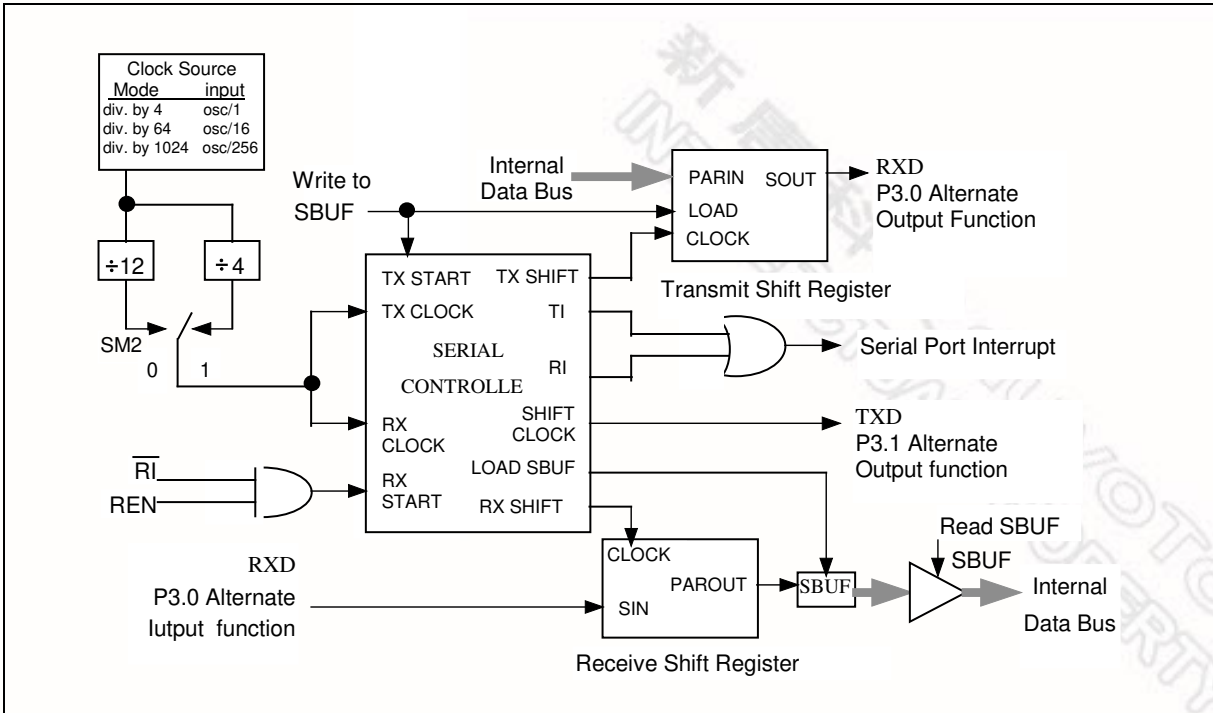 Clock Source
Mode input
div. by 4 osc/1
div. by 64 osc/16
div. by 1024 osc/256
÷12
÷4
SM2
0 1
Write to
SBUF
Internal
Data Bus
PARIN SOUT
LOAD
CLOCK
Transmit Shift Register
RXD
P3.0 Alternate
Output Function
TX START TX SHIFT
TX CLOCK TI
SERIAL
RI
CONTROLLE
SHIFT
CLOCK
RX
CLOCK
LOAD SBUF
RX
START
RX SHIFT
Serial Port Interrupt
TXD
P3.1 Alternate
Output function
RI
REN
RXD
P3.0 Alternate
Iutput function
CLOCK
PAROUT
SIN
Receive Shift Register
SBUF
Read SBUF
SBUF
Internal
Data Bus
新唐科